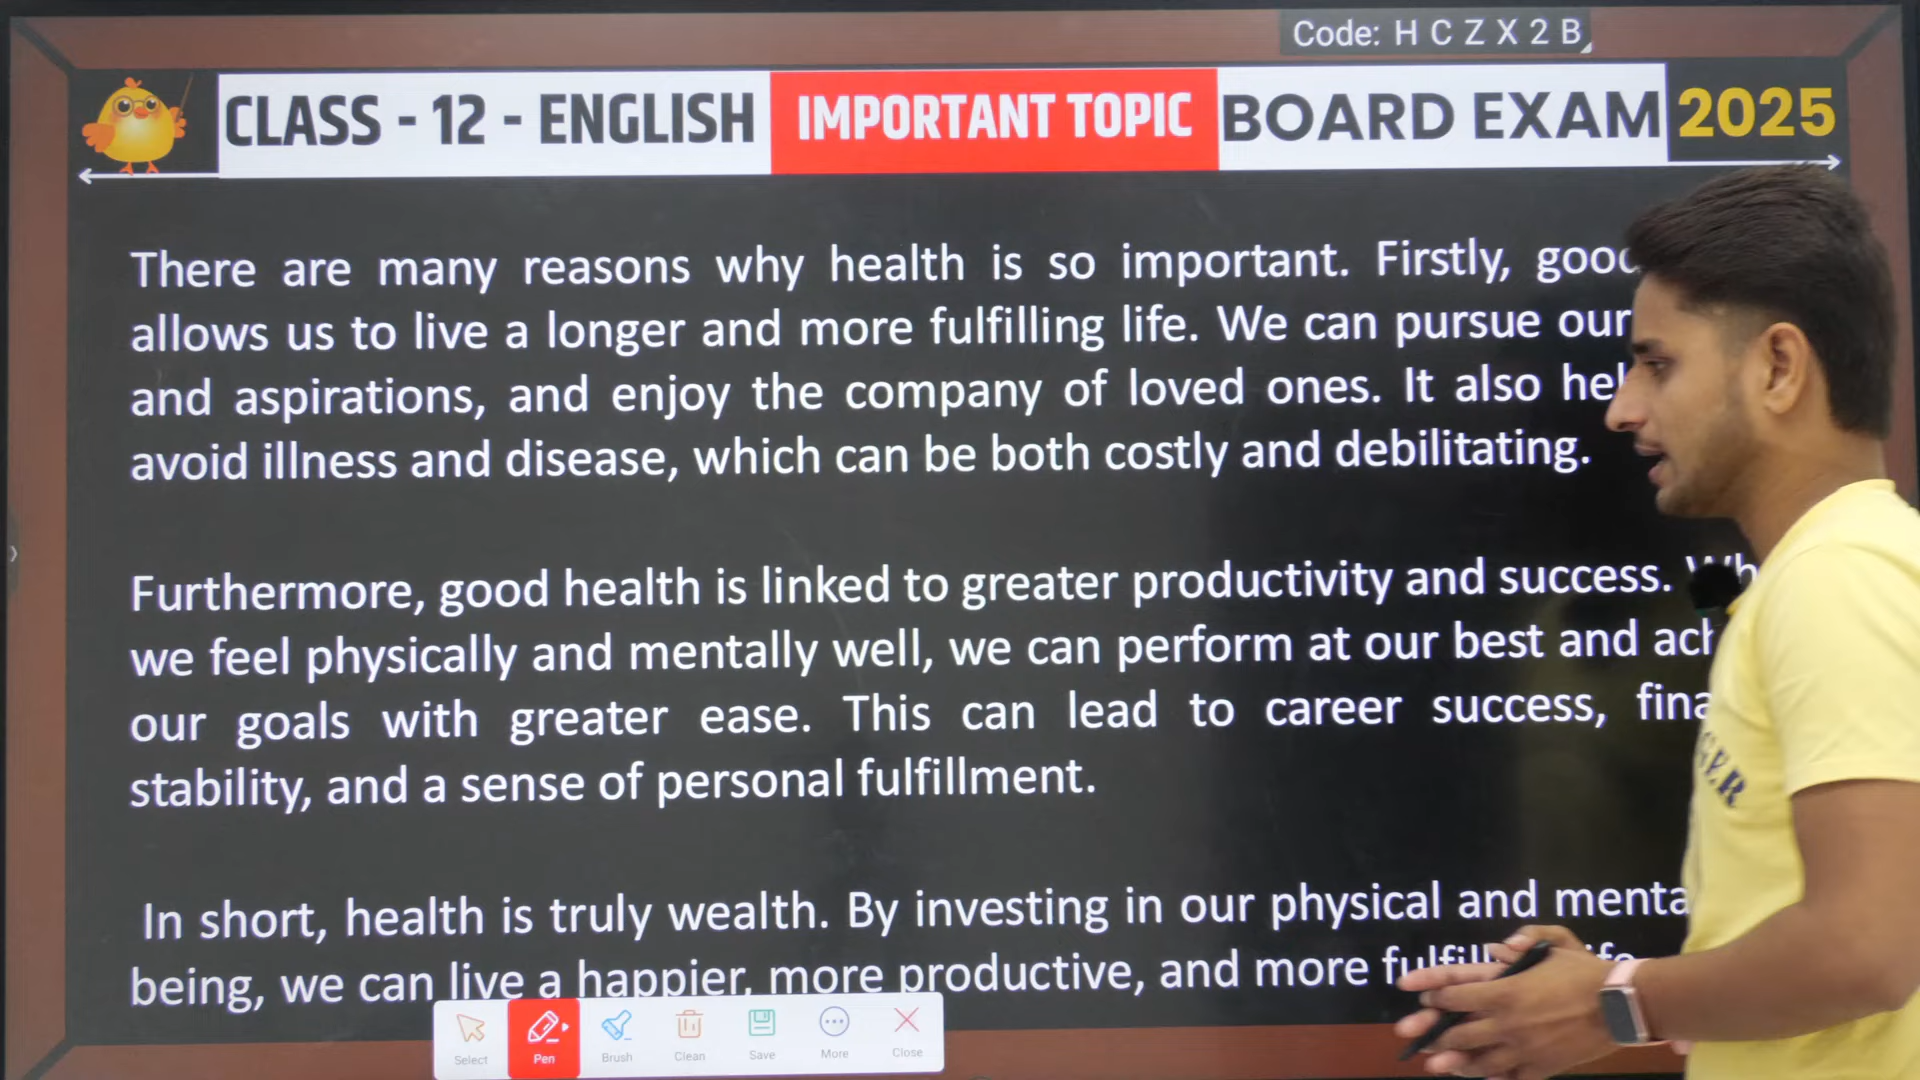 Code: H C Z X 2 B
CLASS - 12 - ENGLISH IMPORTANT TOPIC BOARD EXAM 2025
There are many reasons why health is so important. Firstly,
allows us to live a longer and more fulfilling life. We can pursue our
and aspirations, and enjoy the company of loved ones. It also
avoid illness and disease, which can be both costly and debilitating.
Furthermore, good health is linked to greater productivity and success.
we feel physically and mentally well, we can perform at our best and
our goals with greater ease. This can lead to career success,
stability, and a sense of personal fulfillment.
In short, health is truly wealth. By investing in our physical and
being, we can live a happier, more productive, and more
Select Pen Brush Clean Save More Close